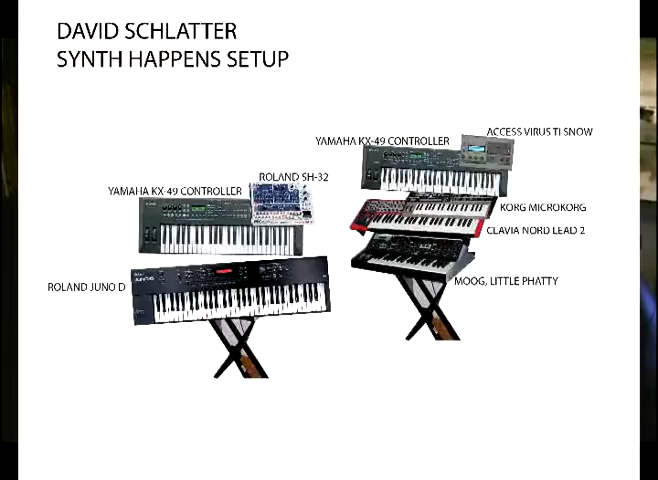 DAVID SCHLATTER
SYNTH HAPPENS SETUP
ACCESS VIRUS TI SNOW
YAMAHA KX-49 CONTROLLER
ROLAND SH-32
YAMAHA KX-49 CONTROLLER
KORG MICROKORG
CLAVIA NORD LEAD 2
MOOG, LITTLE PHATTY
ROLAND JUNO D